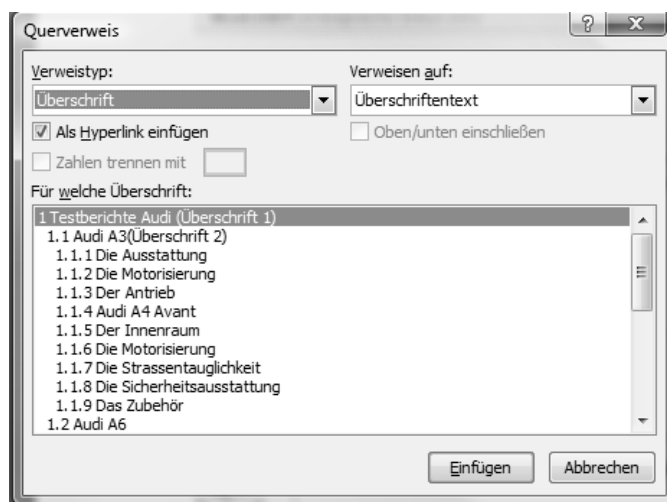 Querverweis
Verweistyp:
Verweisen auf:
Überschrift
Überschriftentext
Als Hyperlink einfügen
Oben/unten einschließen
Zahlen trennen mit
Für welche Überschrift:
1 Testberichte Audi (Überschrift 1)
1.1 Audi A3(Überschrift 2)
1.1.1 Die Ausstattung
1.1.2 Die Motorisierung
1.1.3 Der Antrieb
1.1.4 Audi A4 Avant
1.1.5 Der Innenraum
1.1.6 Die Motorisierung
1.1.7 Die Strassentauglichkeit
1.1.8 Die Sicherheitsausstattung
1.1.9 Das Zubehör
1.2 Audi A6
Einfügen
Abbrechen